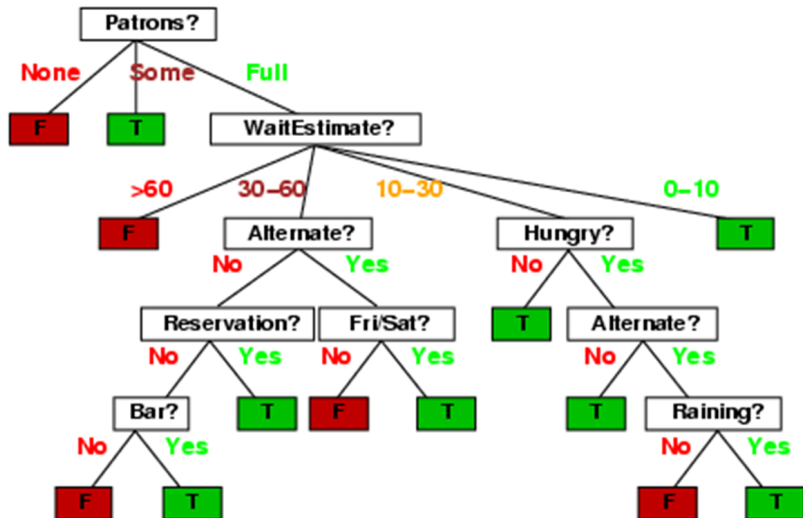 Patrons?
None Some Full
F T WaitEstimate?
>60 30–60 10–30 0–10
F Alternate? Hungry? T
No Yes No Yes
Reservation? Fri/Sat? T Alternate?
No Yes No Yes No Yes
Bar? T F T T Raining?
No Yes No Yes
F T F T